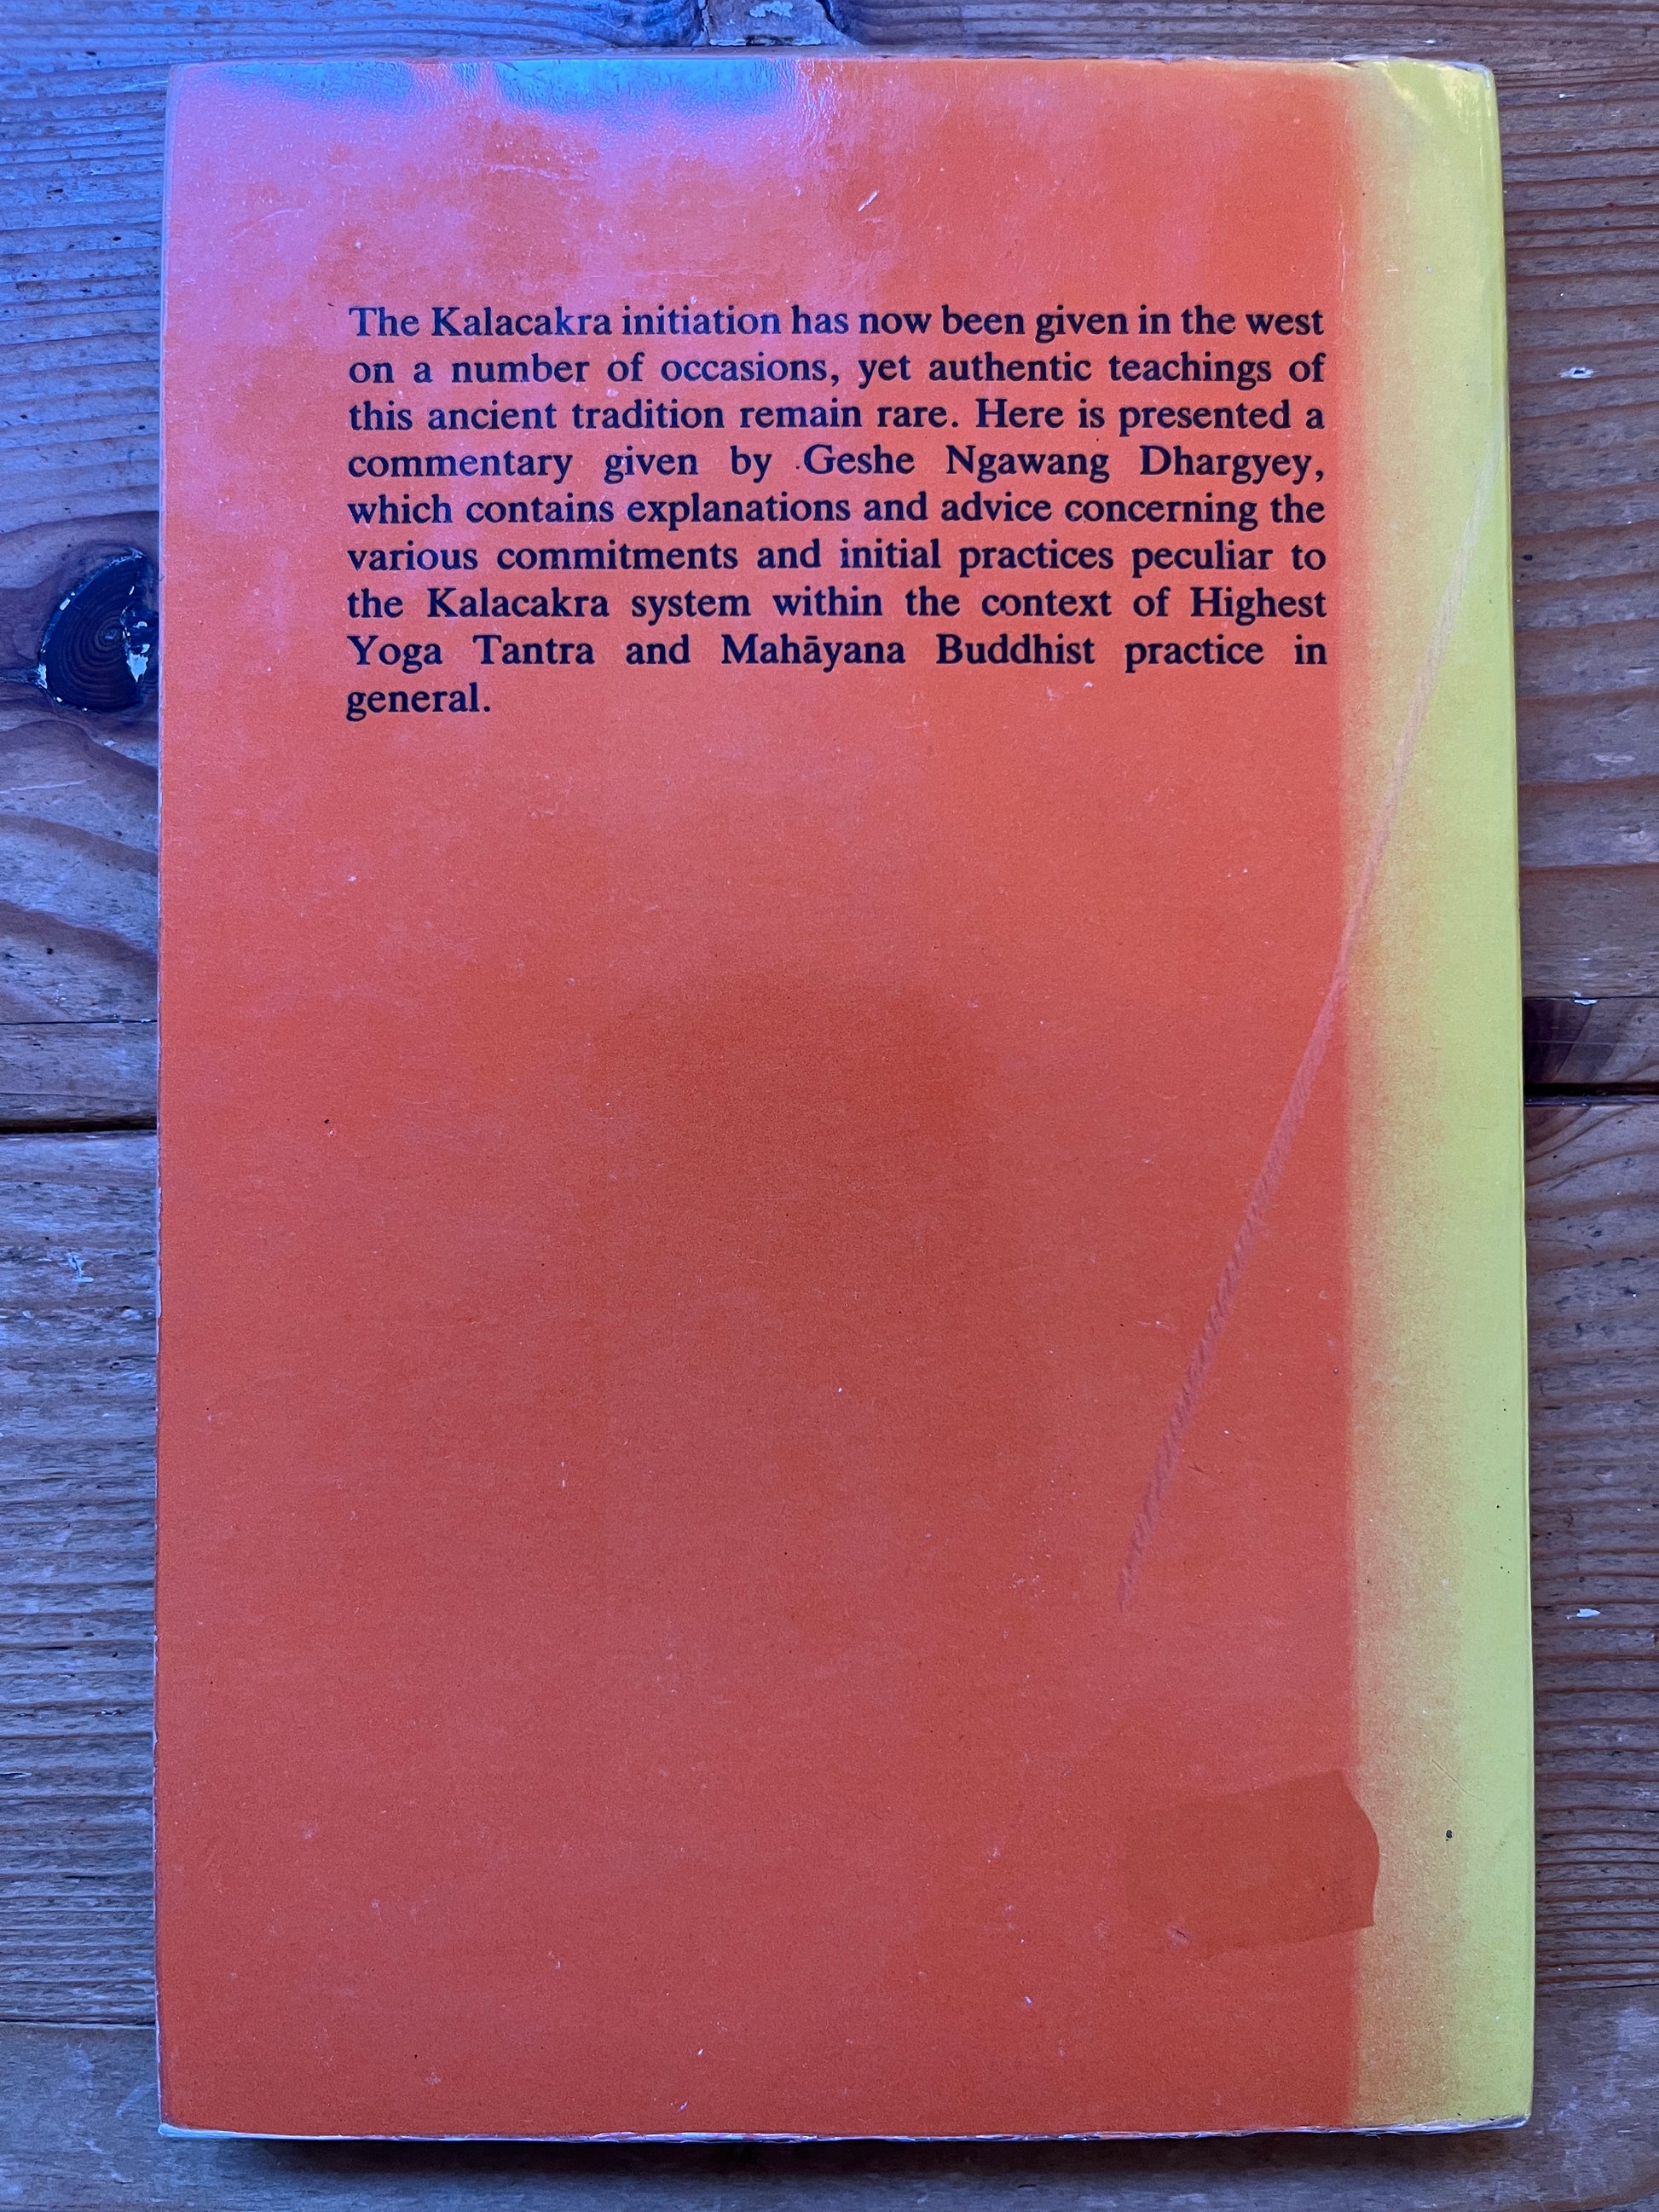 The Kalacakra initiation has now been given in the west
on a number of occasions, yet authentic teachings of
this ancient tradition remain rare. Here is presented a
commentary given by Geshe Ngawang Dhargyey,
which contains explanations and advice concerning the
various commitments and initial practices peculiar to
the Kalacakra system within the context of Highest
Yoga Tantra and Mahāyana Buddhist practice in
general.